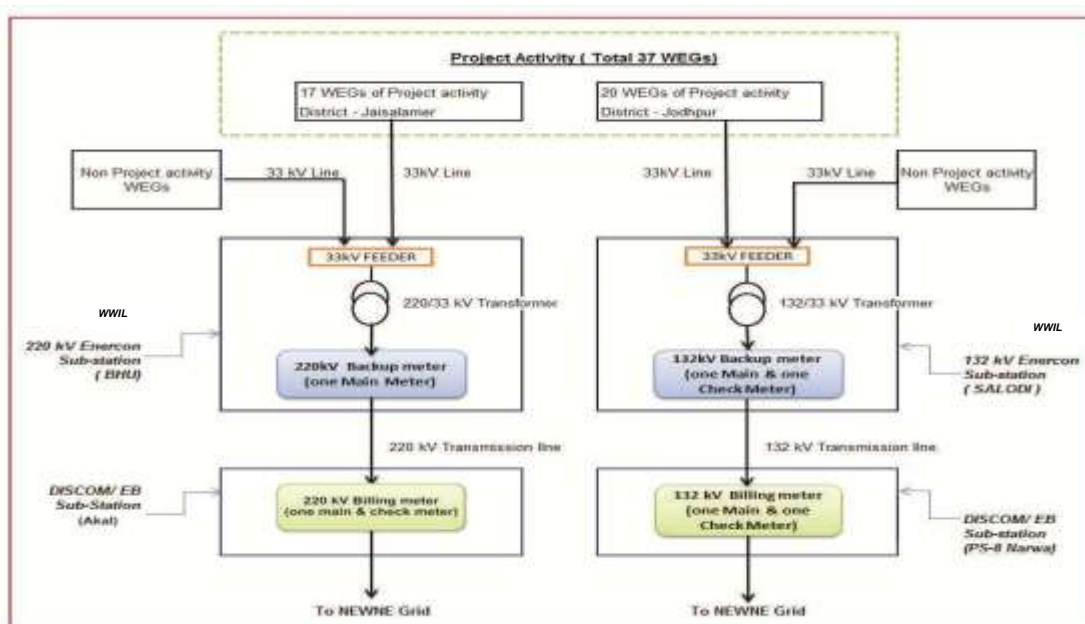 Project Activity ( Total 37 WEGs)
17 WEGs of Project activity
District - Jaisalamer
20 WEGs of Project activity
District - Jodhpur
Non Project activity
WEGs
33 kV Line
33kV Line
33kV Line
33kV Line
Non Project activity
WEGs
33kV FEEDER
33kV FEEDER
220/33 kV Transformer
132/33 kV Transformer
WWIL
220 kV Enercon
Sub-station
( BHU)
WWIL
132 kV Enercon
Sub-station
( SALODI )
220kV Backup meter
(one Main Meter)
132kV Backup meter
(one Main & one
Check Meter)
220 kV Transmission line
132 kV Transmission line
DISCOM/ EB
Sub-Station
(Akal)
220 kV Billing meter
(one main & check meter)
132 kV Billing meter
(one Main & one
Check Meter)
DISCOM/ EB
Sub-station
(PS-8 Narwa)
To NEWNE Grid
To NEWNE Grid